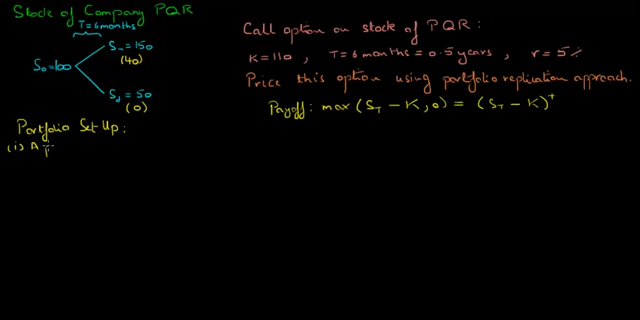 Stock of Company PQR
T = 6 months
S₀=100
Sᵤ = 150
(40)
S_d = 50
(0)
Call option on stock of PQR :
K = 110 , T = 6 months = 0.5 years , r = 5%
Price this option using portfolio replication approach.
Payoff : max (S_T − K, 0) = (S_T − K)⁺
Portfolio Set Up :
(i) A